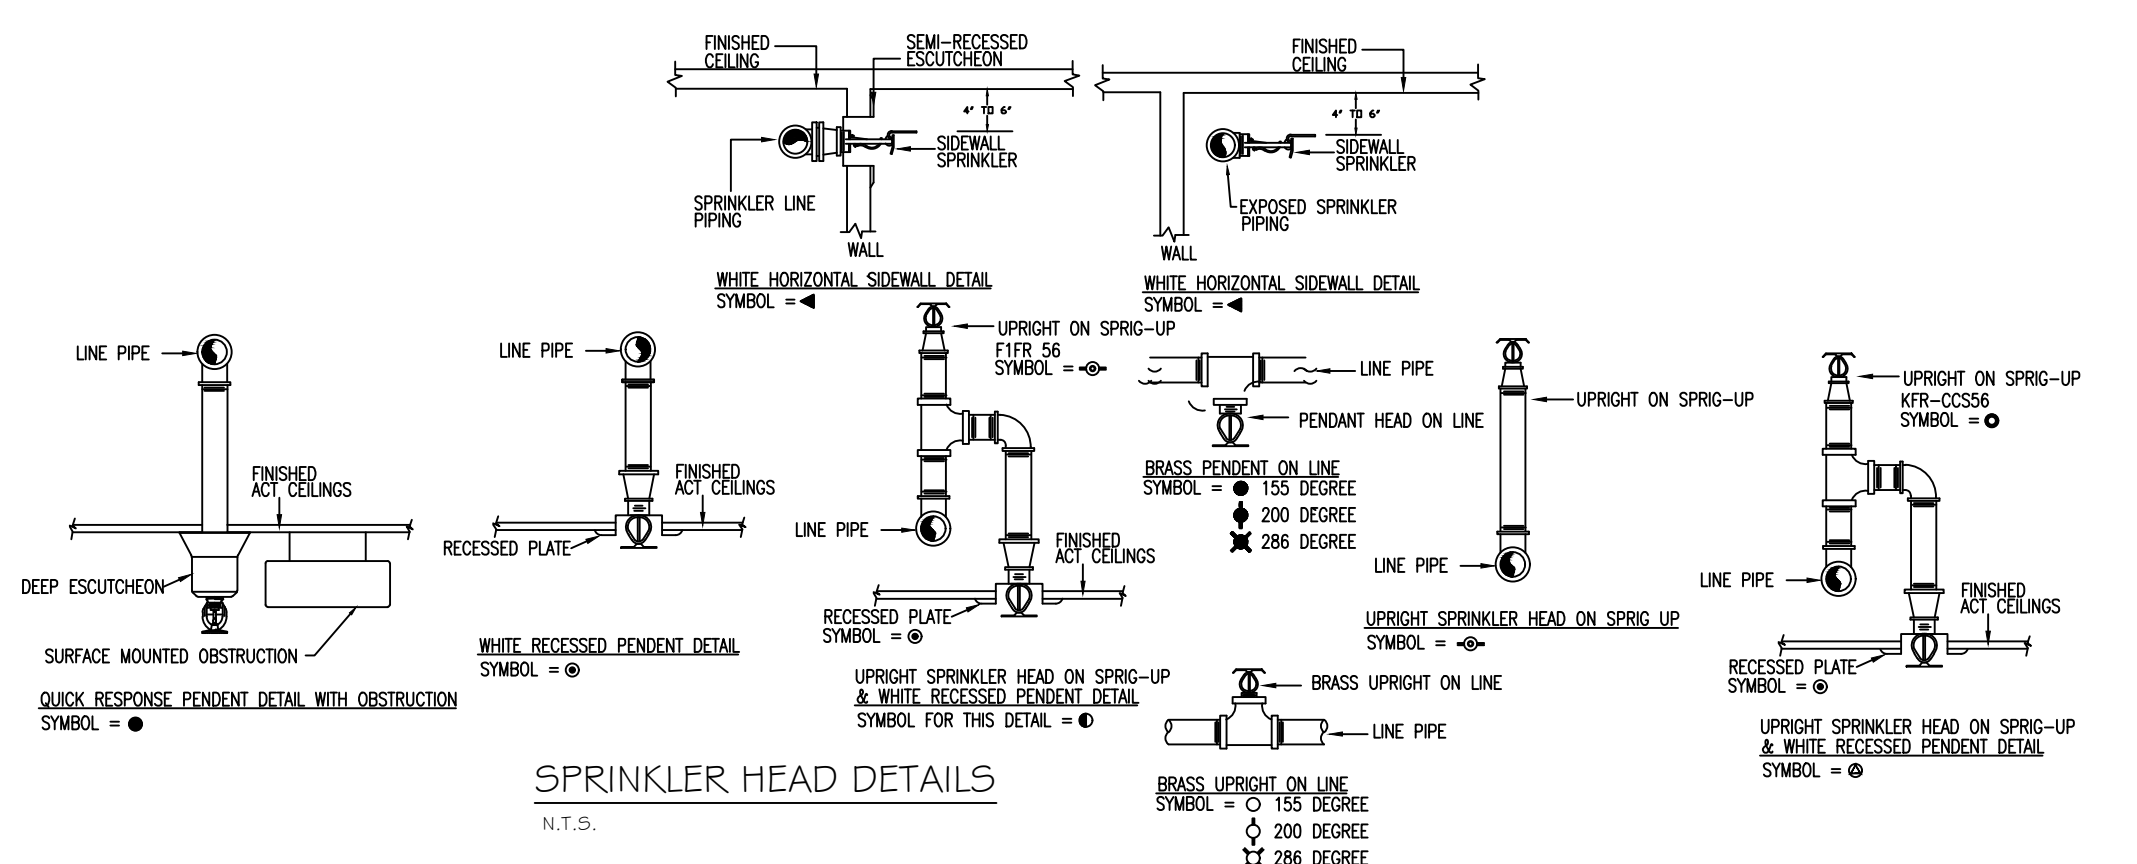 FINISHED
CEILING
SEMI-RECESSED
ESCUTCHEON
4" TO 6"
SIDEWALL
SPRINKLER
SPRINKLER LINE
PIPING
WALL
WHITE HORIZONTAL SIDEWALL DETAIL
SYMBOL =
FINISHED
CEILING
4" TO 6"
SIDEWALL
SPRINKLER
EXPOSED SPRINKLER
PIPING
WALL
WHITE HORIZONTAL SIDEWALL DETAIL
SYMBOL =
LINE PIPE
FINISHED
ACT CEILINGS
DEEP ESCUTCHEON
SURFACE MOUNTED OBSTRUCTION
QUICK RESPONSE PENDENT DETAIL WITH OBSTRUCTION
SYMBOL =
LINE PIPE
FINISHED
ACT CEILINGS
RECESSED PLATE
WHITE RECESSED PENDENT DETAIL
SYMBOL =
UPRIGHT ON SPRIG-UP
F1FR 56
SYMBOL =
LINE PIPE
FINISHED
ACT CEILINGS
RECESSED PLATE
SYMBOL =
UPRIGHT SPRINKLER HEAD ON SPRIG-UP
& WHITE RECESSED PENDENT DETAIL
SYMBOL FOR THIS DETAIL =
LINE PIPE
PENDANT HEAD ON LINE
BRASS PENDENT ON LINE
SYMBOL = 155 DEGREE
200 DEGREE
286 DEGREE
UPRIGHT ON SPRIG-UP
LINE PIPE
UPRIGHT SPRINKLER HEAD ON SPRIG UP
SYMBOL =
BRASS UPRIGHT ON LINE
LINE PIPE
BRASS UPRIGHT ON LINE
SYMBOL = 155 DEGREE
200 DEGREE
286 DEGREE
UPRIGHT ON SPRIG-UP
KFR-CCS56
SYMBOL =
LINE PIPE
FINISHED
ACT CEILINGS
RECESSED PLATE
SYMBOL =
UPRIGHT SPRINKLER HEAD ON SPRIG-UP
& WHITE RECESSED PENDENT DETAIL
SYMBOL =
SPRINKLER HEAD DETAILS
N.T.S.